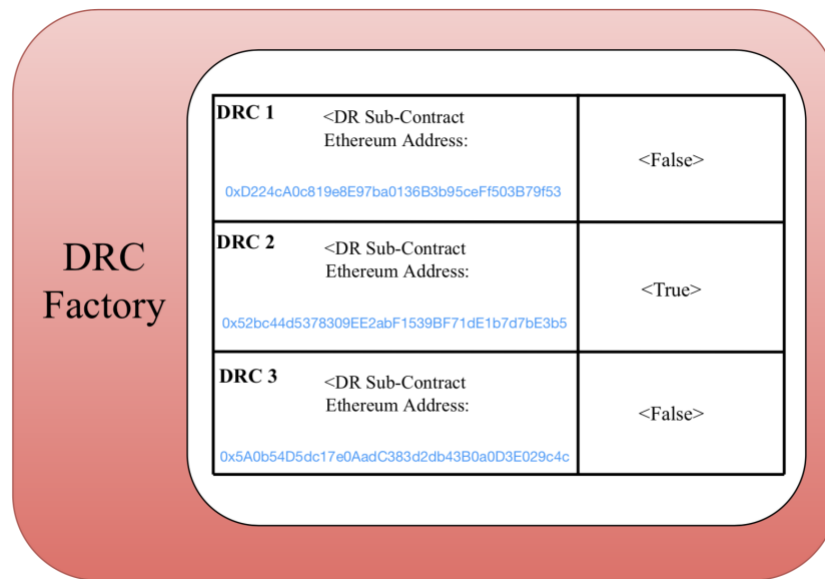 DRC
Factory
DRC 1
<DR Sub-Contract
Ethereum Address:
0xD224cA0c819e8E97ba0136B3b95ceFf503B79f53
<False>
DRC 2
<DR Sub-Contract
Ethereum Address:
0x52bc44d5378309EE2abF1539BF71dE1b7d7bE3b5
<True>
DRC 3
<DR Sub-Contract
Ethereum Address:
0x5A0b54D5dc17e0AadC383d2db43B0a0D3E029c4c
<False>